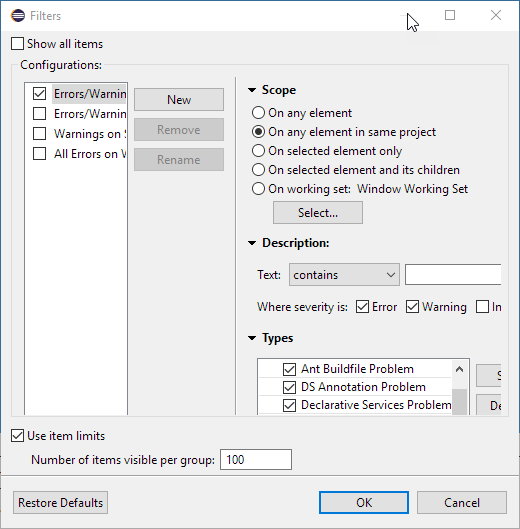 Filters
Show all items
Configurations:
Errors/Warnin
Errors/Warnin
Warnings on S
All Errors on W
New
Remove
Rename
Scope
On any element
On any element in same project
On selected element only
On selected element and its children
On working set: Window Working Set
Select...
Description:
Text: contains
Where severity is: Error Warning In
Types
Ant Buildfile Problem
DS Annotation Problem
Declarative Services Problem
S
De
Use item limits
Number of items visible per group: 100
Restore Defaults OK Cancel